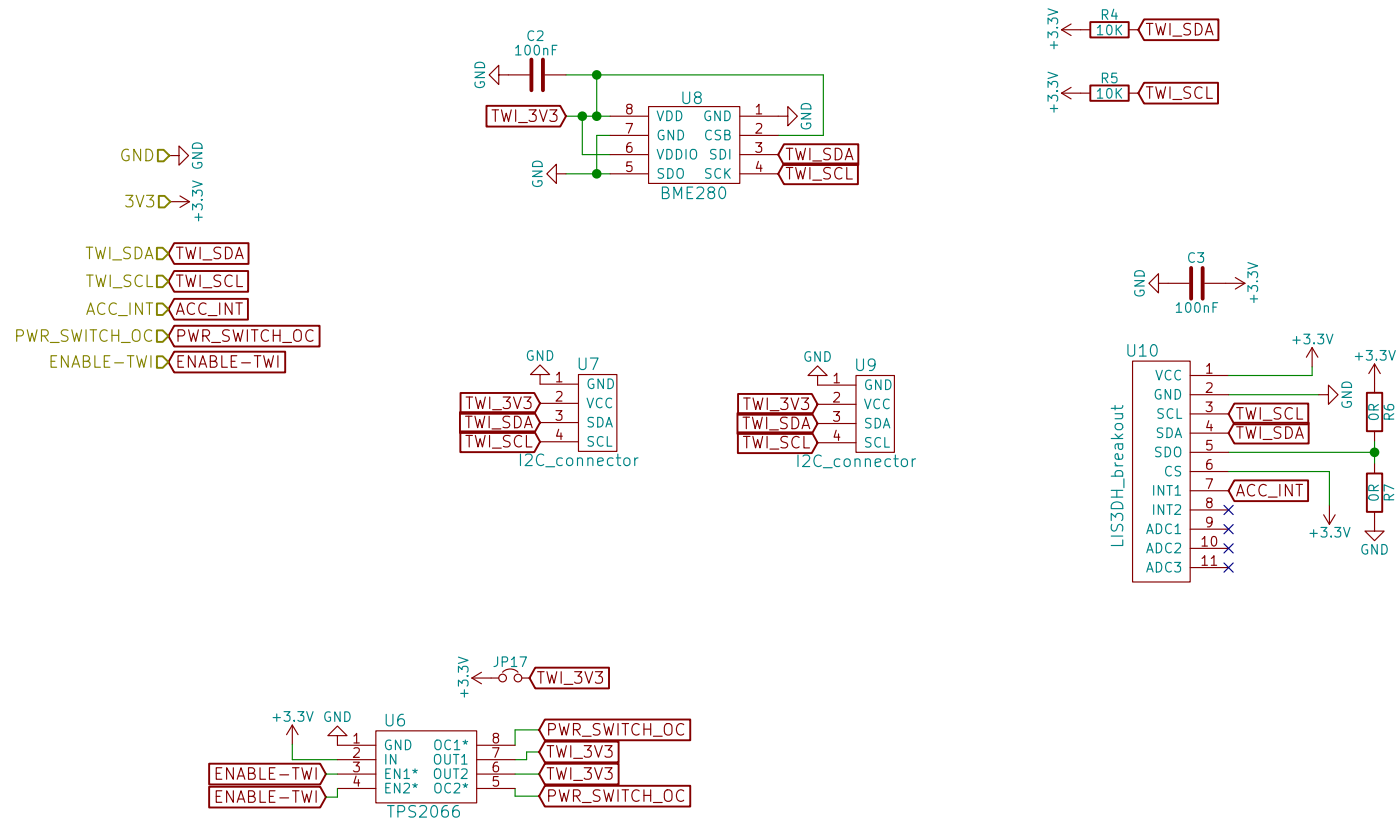 C2
100nF
GND
TWI_3V3
U8
8 VDD GND 1 GND
7 GND CSB 2
6 VDDIO SDI 3 TWI_SDA
5 SDO SCK 4 TWI_SCL
GND
BME280
+3.3V R4 10K TWI_SDA
+3.3V R5 10K TWI_SCL
GND GND
3V3 +3.3V
TWI_SDA TWI_SDA
TWI_SCL TWI_SCL
ACC_INT ACC_INT
PWR_SWITCH_OC PWR_SWITCH_OC
ENABLE-TWI ENABLE-TWI
C3
GND +3.3V
100nF
GND U7
1 GND
TWI_3V3 2 VCC
TWI_SDA 3 SDA
TWI_SCL 4 SCL
I2C_connector
GND U9
1 GND
TWI_3V3 2 VCC
TWI_SDA 3 SDA
TWI_SCL 4 SCL
I2C_connector
U10
LIS3DH_breakout
VCC 1 +3.3V
GND 2 GND
SCL 3 TWI_SCL
SDA 4 TWI_SDA
SDO 5
CS 6 +3.3V
INT1 7 ACC_INT
INT2 8
ADC1 9
ADC2 10
ADC3 11
+3.3V
0R R6
0R R7
GND
+3.3V JP17 TWI_3V3
+3.3V GND U6
1 GND OC1* 8 PWR_SWITCH_OC
2 IN OUT1 7 TWI_3V3
ENABLE-TWI 3 EN1* OUT2 6 TWI_3V3
ENABLE-TWI 4 EN2* OC2* 5 PWR_SWITCH_OC
TPS2066